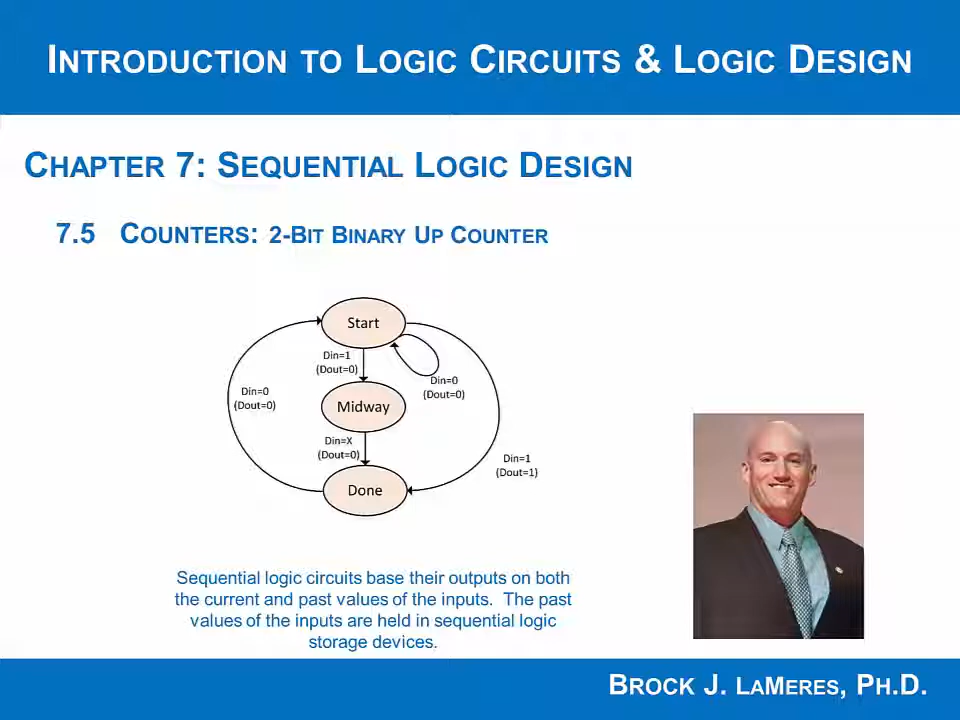 INTRODUCTION TO LOGIC CIRCUITS & LOGIC DESIGN
CHAPTER 7: SEQUENTIAL LOGIC DESIGN
7.5 COUNTERS: 2-BIT BINARY UP COUNTER
Start
Din=1
(Dout=0)
Din=0
(Dout=0)
Din=0
(Dout=0)
Midway
Din=X
(Dout=0)
Din=1
(Dout=1)
Done
Sequential logic circuits base their outputs on both
the current and past values of the inputs. The past
values of the inputs are held in sequential logic
storage devices.
BROCK J. LAMERES, PH.D.